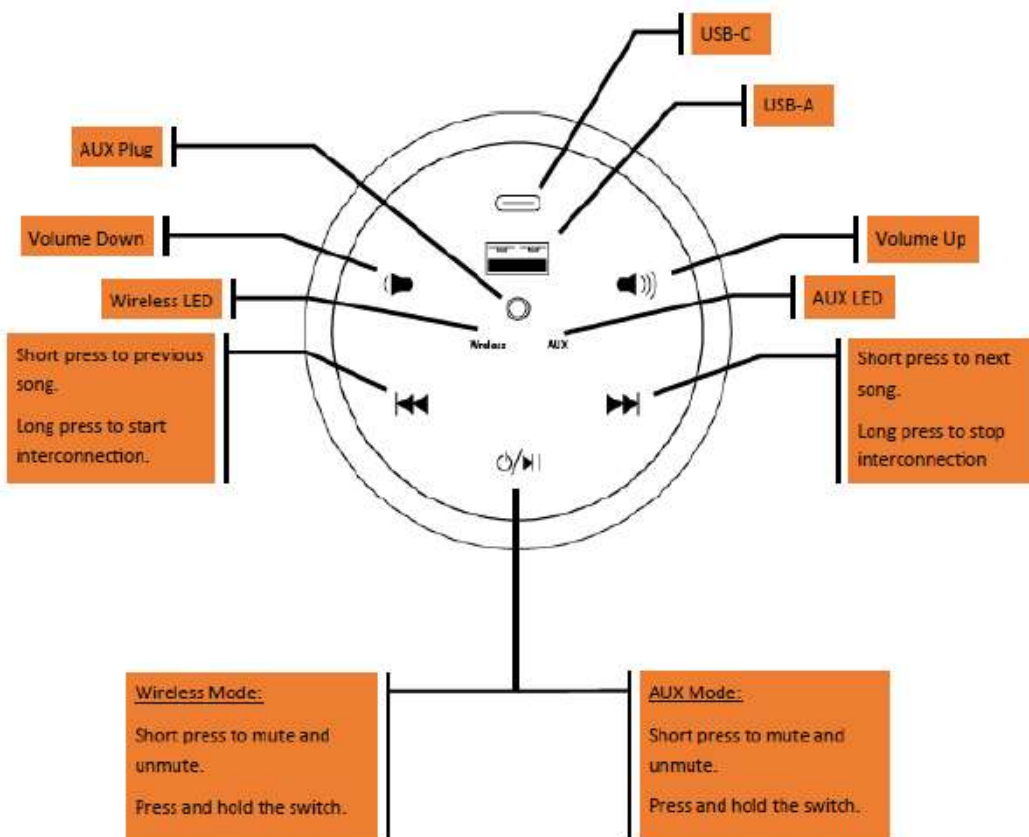 USB-C
USB-A
AUX Plug
Volume Down
Volume Up
Wireless LED
AUX LED
Wireless
AUX
Short press to previous
song.
Long press to start
interconnection.
Short press to next
song.
Long press to stop
interconnection
Wireless Mode:
Short press to mute and
unmute.
Press and hold the switch.
AUX Mode:
Short press to mute and
unmute.
Press and hold the switch.